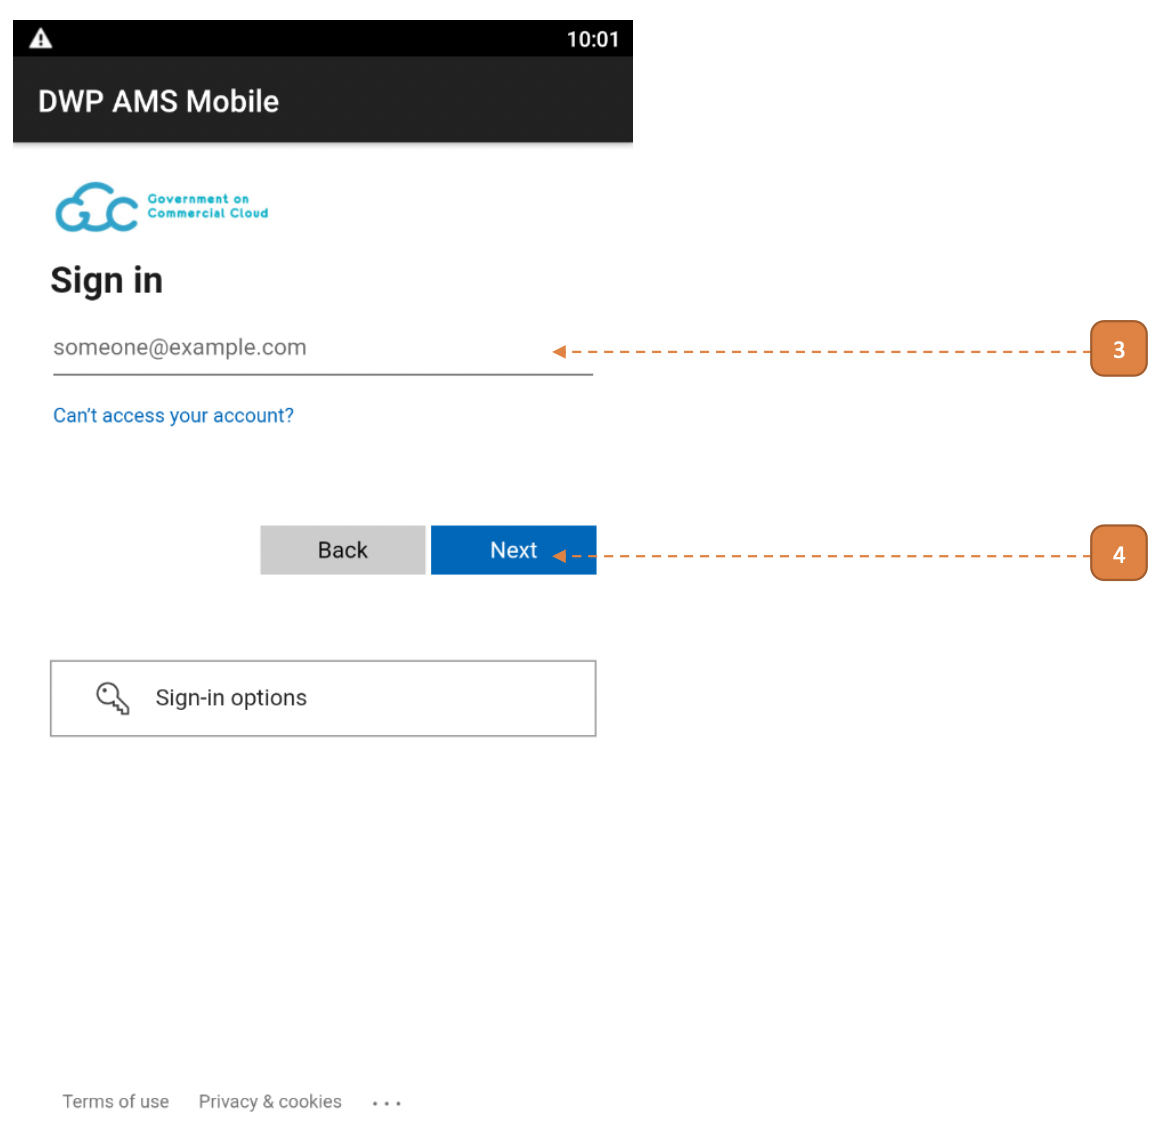 10:01
DWP AMS Mobile
Government on
Commercial Cloud
Sign in
someone@example.com
3
Can't access your account?
Back
Next
4
Sign-in options
Terms of use
Privacy & cookies
...